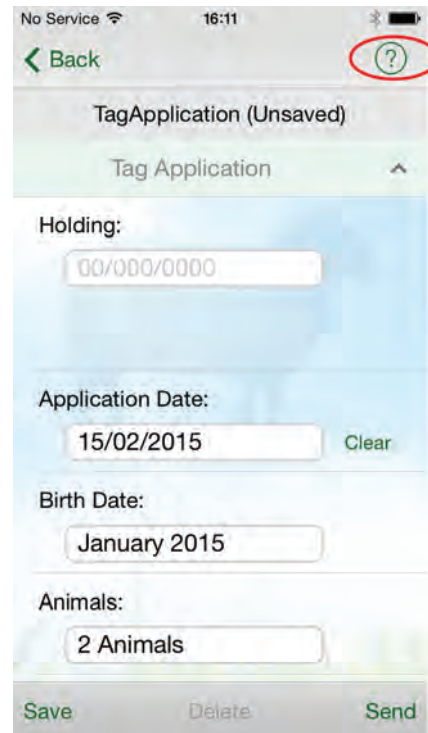 No Service 16:11
Back ?
TagApplication (Unsaved)
Tag Application
Holding:
00/000/0000
Application Date:
15/02/2015 Clear
Birth Date:
January 2015
Animals:
2 Animals
Save Delete Send